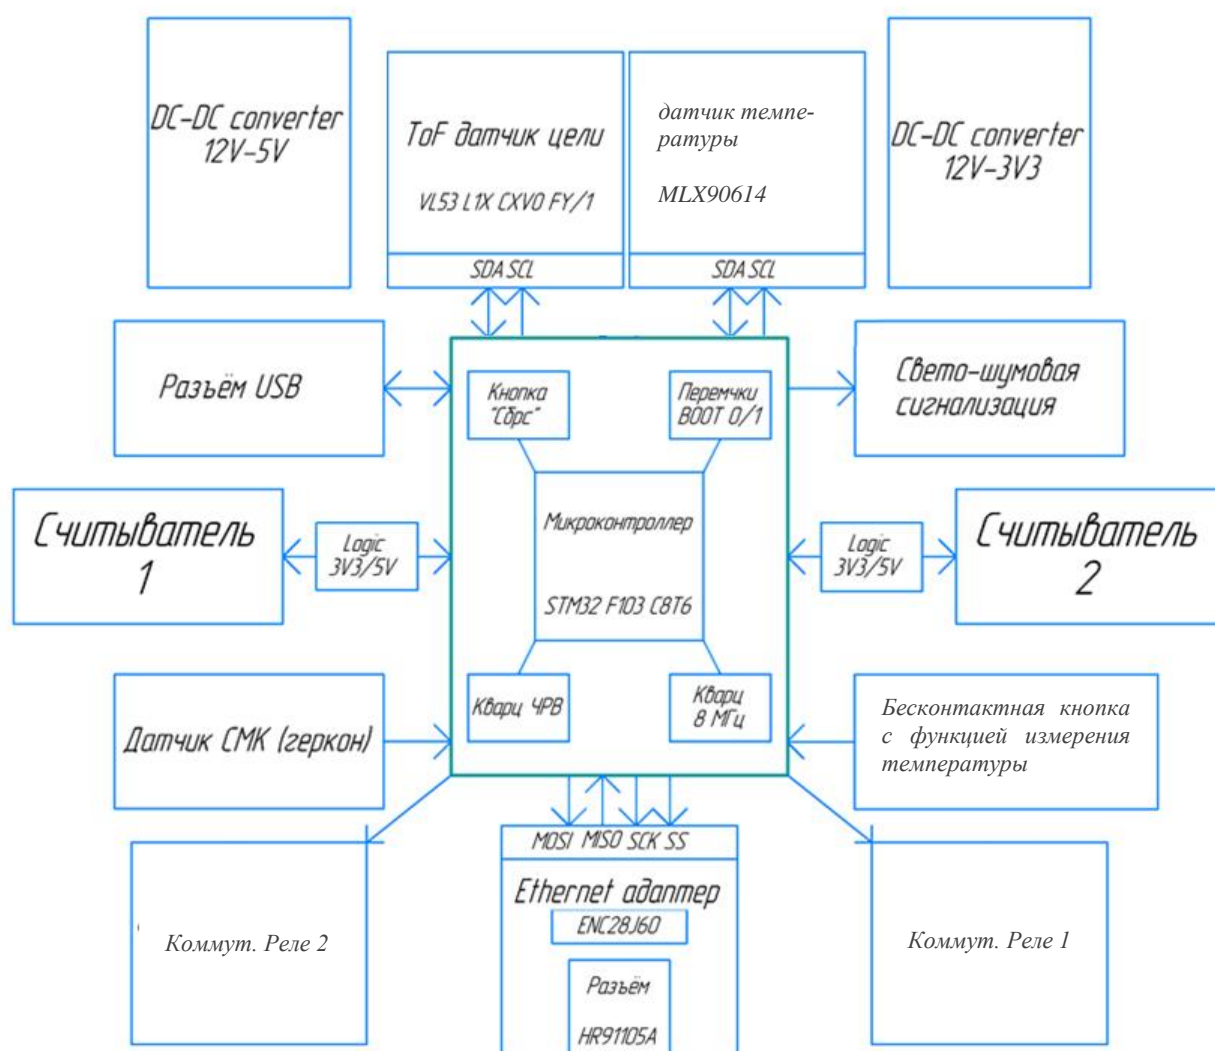 DC-DC converter
12V-5V
ToF датчик цели
VL53 L1X CXV0 FY/1
SDA SCL
датчик темпе-
ратуры
MLX90614
SDA SCL
DC-DC converter
12V-3V3
Разъём USB
Кнопка
"Сбрс"
Перемчки
BOOT 0/1
Свето-шумовая
сигнализация
Считыватель
1
Logic
3V3/5V
Микроконтроллер
STM32 F103 C8T6
Logic
3V3/5V
Считыватель
2
Датчик СМК (геркон)
Кварц ЧРВ
Кварц
8 МГц
Бесконтактная кнопка
с функцией измерения
температуры
Коммут. Реле 2
MOSI MISO SCK SS
Ethernet адаптер
ENC28J60
Разъём
HR91105A
Коммут. Реле 1